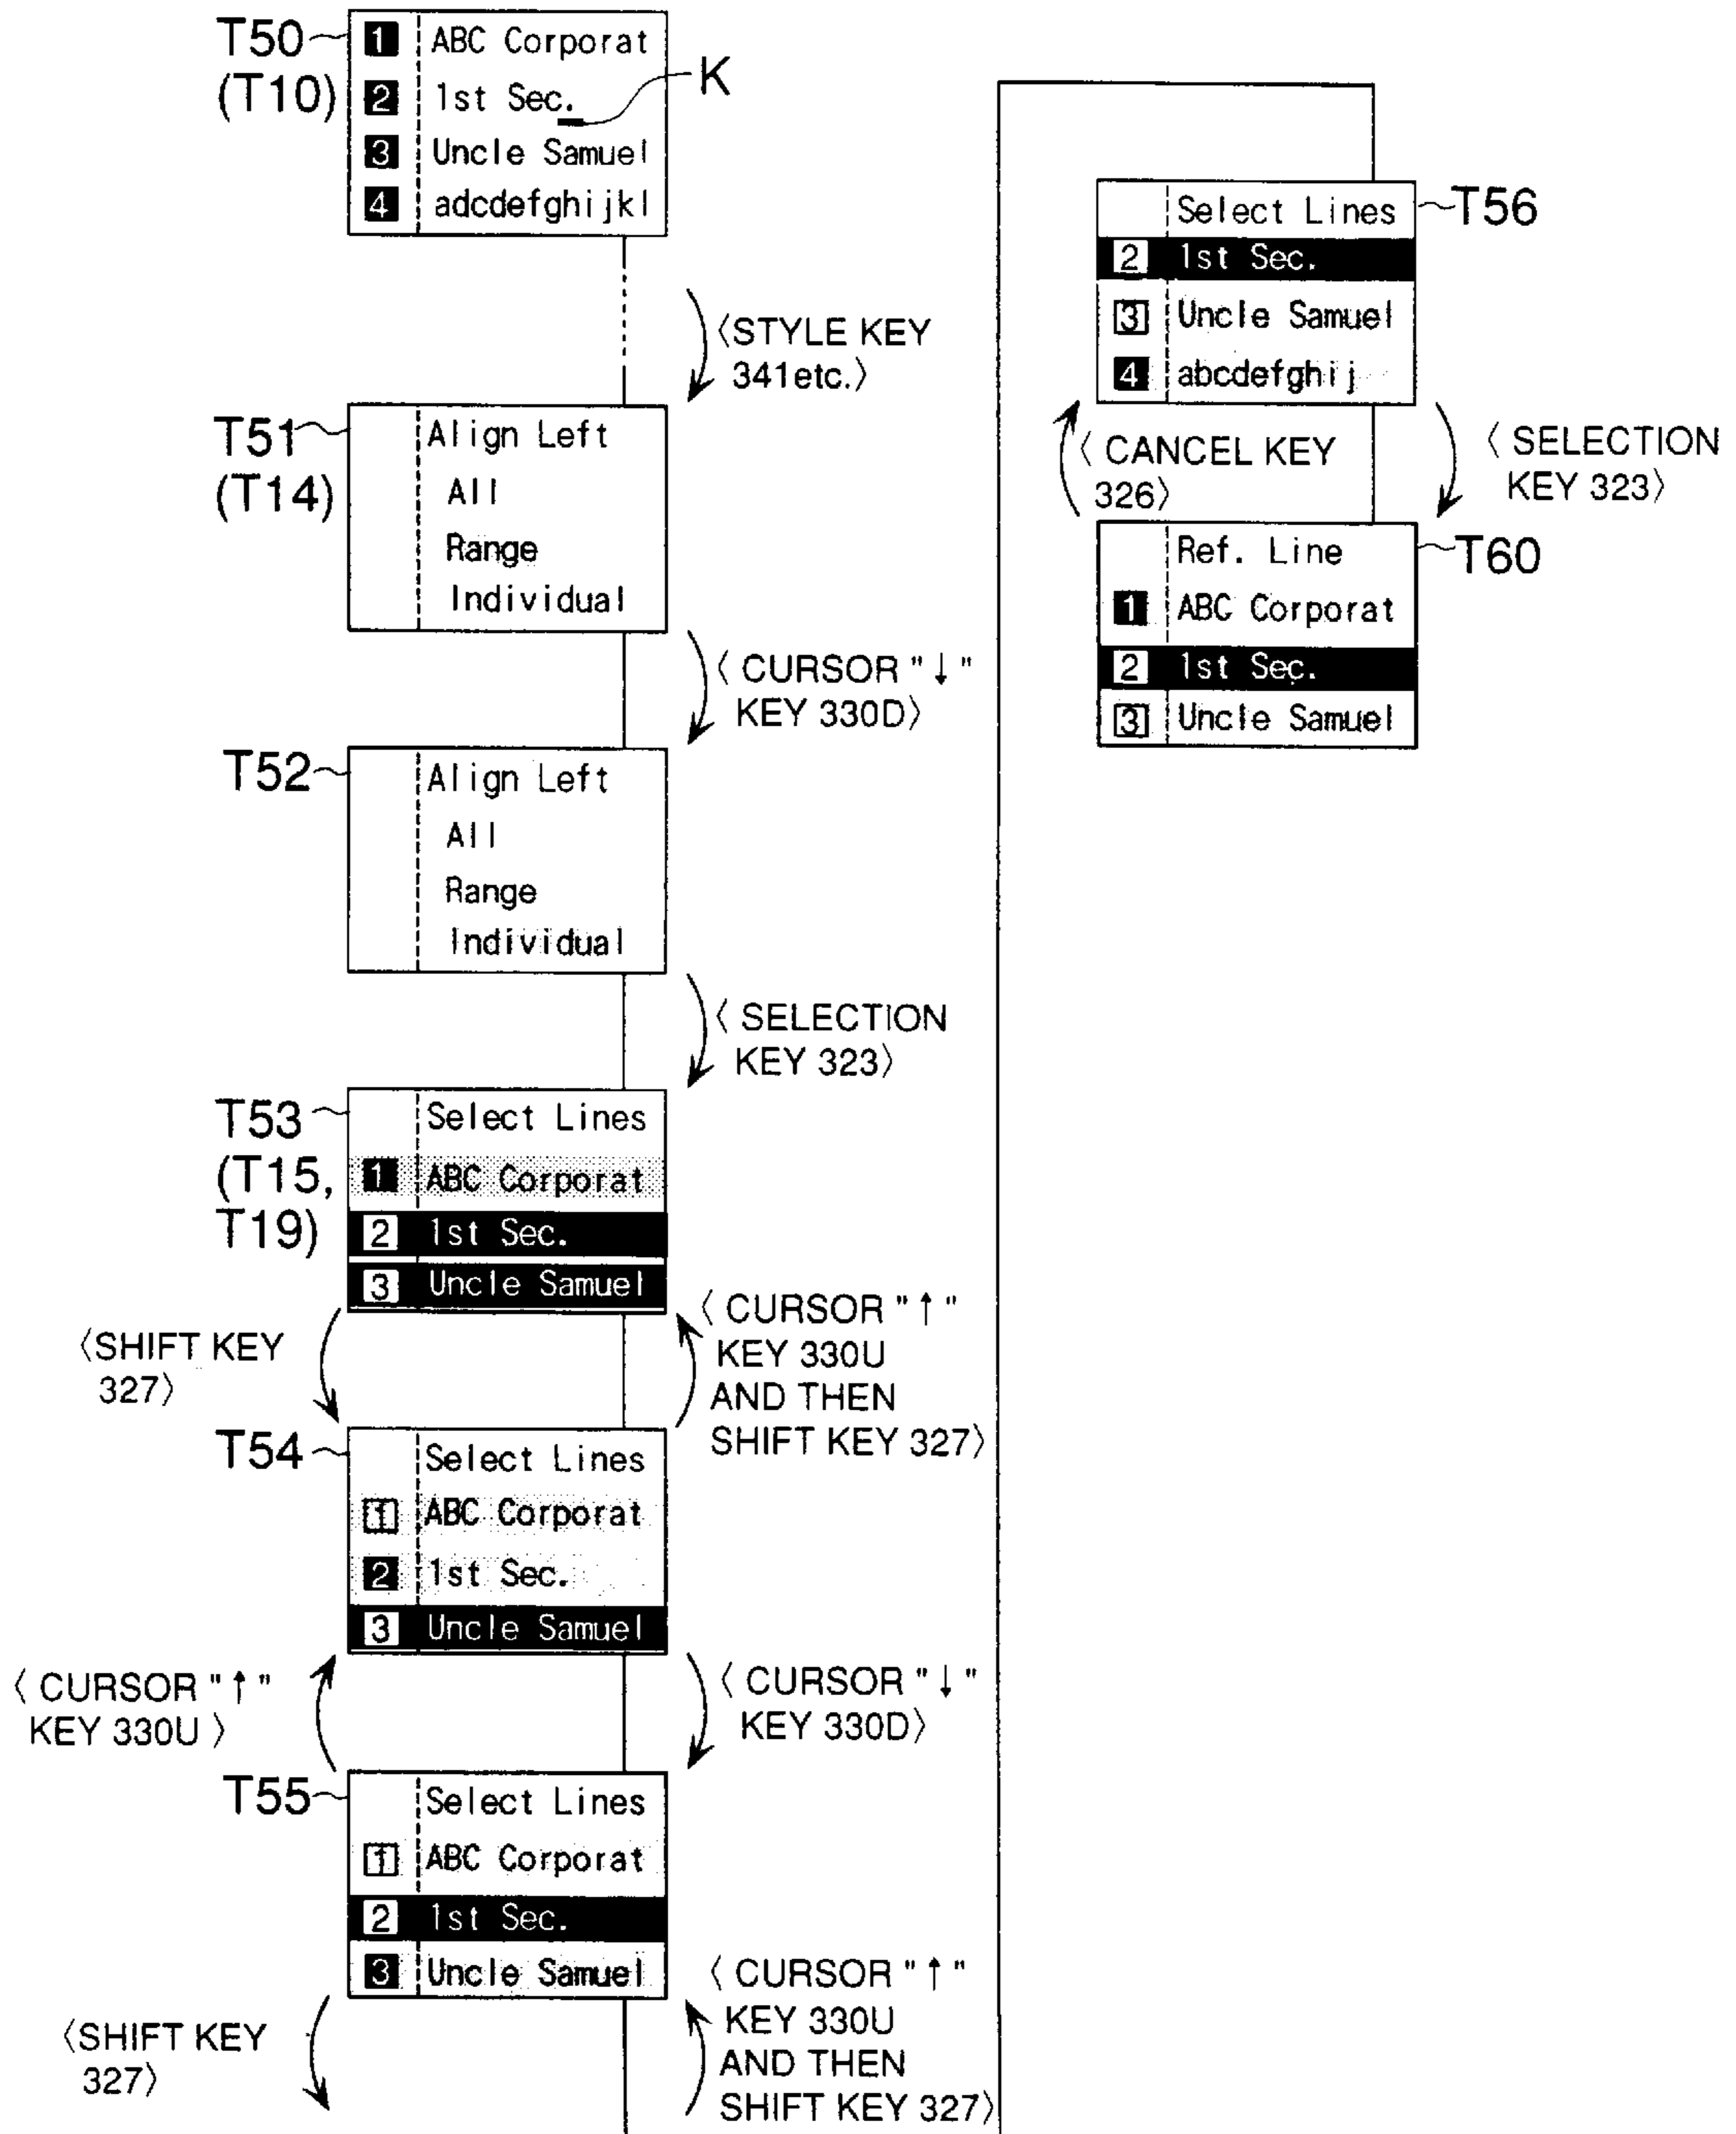 T50
(T10)
1 ABC Corporat
2 1st Sec.
3 Uncle Samuel
4 adcdefghijkl
K
〈STYLE KEY
341etc.〉
T51
(T14)
Align Left
All
Range
Individual
〈 CURSOR "↓"
KEY 330D〉
T52
Align Left
All
Range
Individual
〈 SELECTION
KEY 323〉
T53
(T15,
T19)
Select Lines
1 ABC Corporat
2 1st Sec.
3 Uncle Samuel
〈SHIFT KEY
327〉
〈 CURSOR "↑"
KEY 330U
AND THEN
SHIFT KEY 327〉
T54
Select Lines
1 ABC Corporat
2 1st Sec.
3 Uncle Samuel
〈 CURSOR "↑"
KEY 330U 〉
〈 CURSOR "↓"
KEY 330D〉
T55
Select Lines
1 ABC Corporat
2 1st Sec.
3 Uncle Samuel
〈SHIFT KEY
327〉
〈 CURSOR "↑"
KEY 330U
AND THEN
SHIFT KEY 327〉
T56
Select Lines
2 1st Sec.
3 Uncle Samuel
4 abcdefghij
〈 CANCEL KEY
326〉
〈 SELECTION
KEY 323〉
T60
Ref. Line
1 ABC Corporat
2 1st Sec.
3 Uncle Samuel